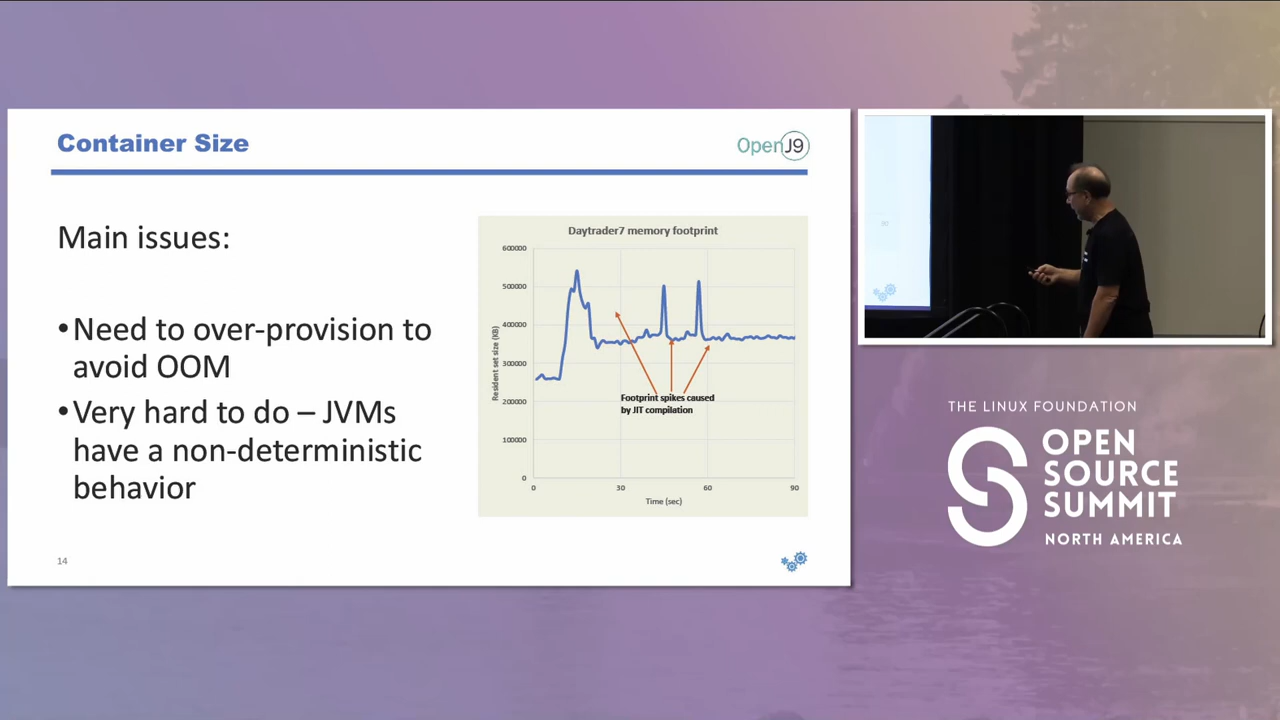 Container Size
OpenJ9
Main issues:
•Need to over-provision to
avoid OOM
•Very hard to do – JVMs
have a non-deterministic
behavior
Daytrader7 memory footprint
Resident set size (KB)
600000
500000
400000
300000
200000
100000
0
0
30
60
90
Time (sec)
Footprint spikes caused
by JIT compilation
14
THE LINUX FOUNDATION
OPEN
SOURCE
SUMMIT
NORTH AMERICA